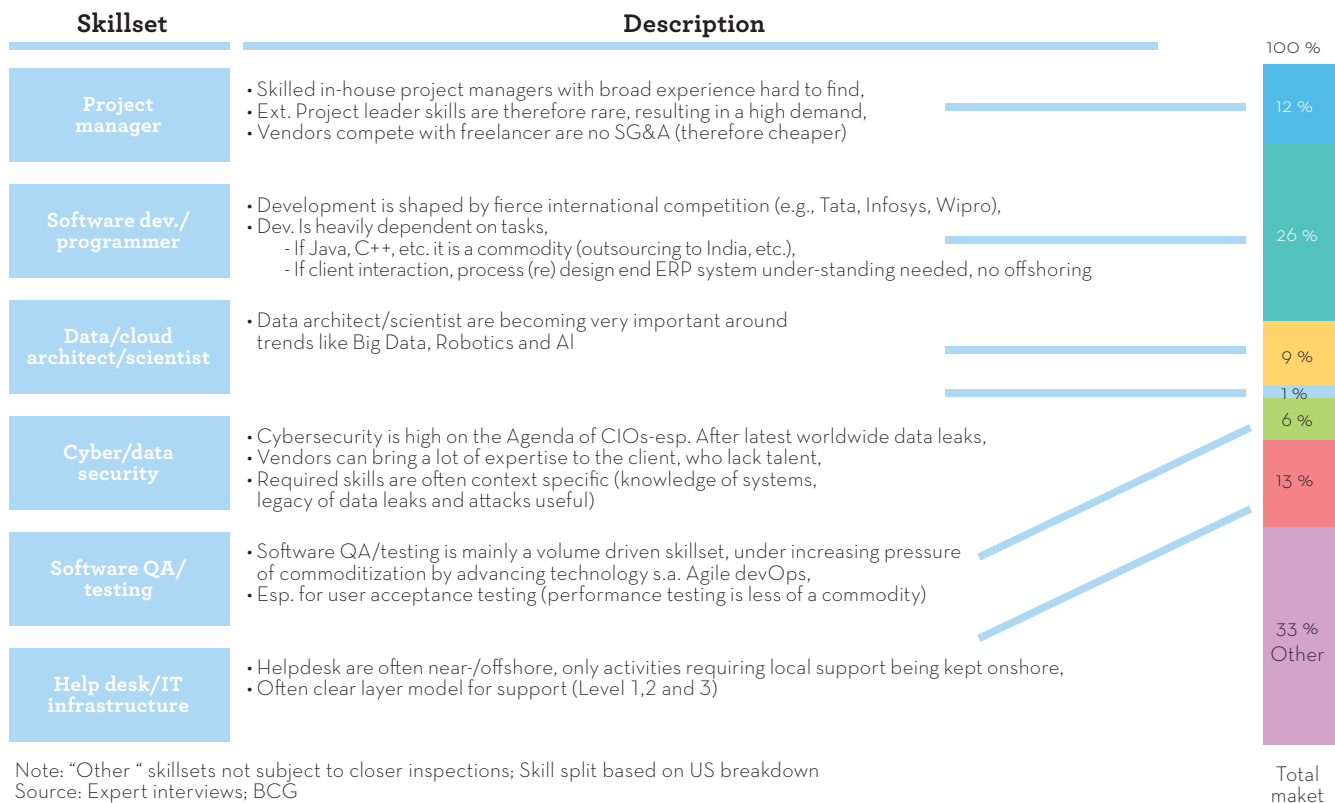 Skillset
Description
100 %
Project
manager
• Skilled in-house project managers with broad experience hard to find,
• Ext. Project leader skills are therefore rare, resulting in a high demand,
• Vendors compete with freelancer are no SG&A (therefore cheaper)
12 %
Software dev./
programmer
• Development is shaped by fierce international competition (e.g., Tata, Infosys, Wipro),
• Dev. Is heavily dependent on tasks,
- If Java, C++, etc. it is a commodity (outsourcing to India, etc.),
- If client interaction, process (re) design end ERP system under-standing needed, no offshoring
26 %
Data/cloud
architect/scientist
• Data architect/scientist are becoming very important around
trends like Big Data, Robotics and AI
9 %
1 %
Cyber/data
security
• Cybersecurity is high on the Agenda of CIOs-esp. After latest worldwide data leaks,
• Vendors can bring a lot of expertise to the client, who lack talent,
• Required skills are often context specific (knowledge of systems,
legacy of data leaks and attacks useful)
6 %
13 %
Software QA/
testing
• Software QA/testing is mainly a volume driven skillset, under increasing pressure
of commoditization by advancing technology s.a. Agile devOps,
• Esp. for user acceptance testing (performance testing is less of a commodity)
33 %
Other
Help desk/IT
infrastructure
• Helpdesk are often near-/offshore, only activities requiring local support being kept onshore,
• Often clear layer model for support (Level 1,2 and 3)
Note: “Other “ skillsets not subject to closer inspections; Skill split based on US breakdown
Source: Expert interviews; BCG
Total
maket